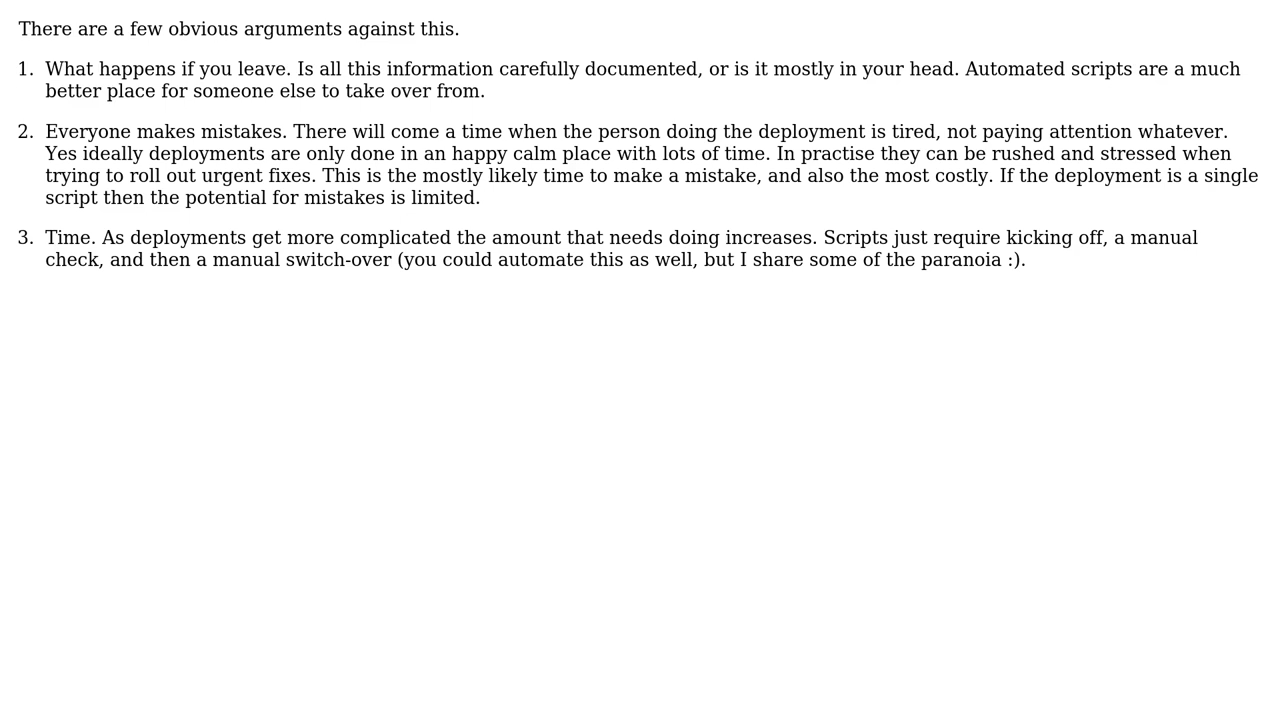 There are a few obvious arguments against this.
1. What happens if you leave. Is all this information carefully documented, or is it mostly in your head. Automated scripts are a much
better place for someone else to take over from.
2. Everyone makes mistakes. There will come a time when the person doing the deployment is tired, not paying attention whatever.
Yes ideally deployments are only done in an happy calm place with lots of time. In practise they can be rushed and stressed when
trying to roll out urgent fixes. This is the mostly likely time to make a mistake, and also the most costly. If the deployment is a single
script then the potential for mistakes is limited.
3. Time. As deployments get more complicated the amount that needs doing increases. Scripts just require kicking off, a manual
check, and then a manual switch-over (you could automate this as well, but I share some of the paranoia :).